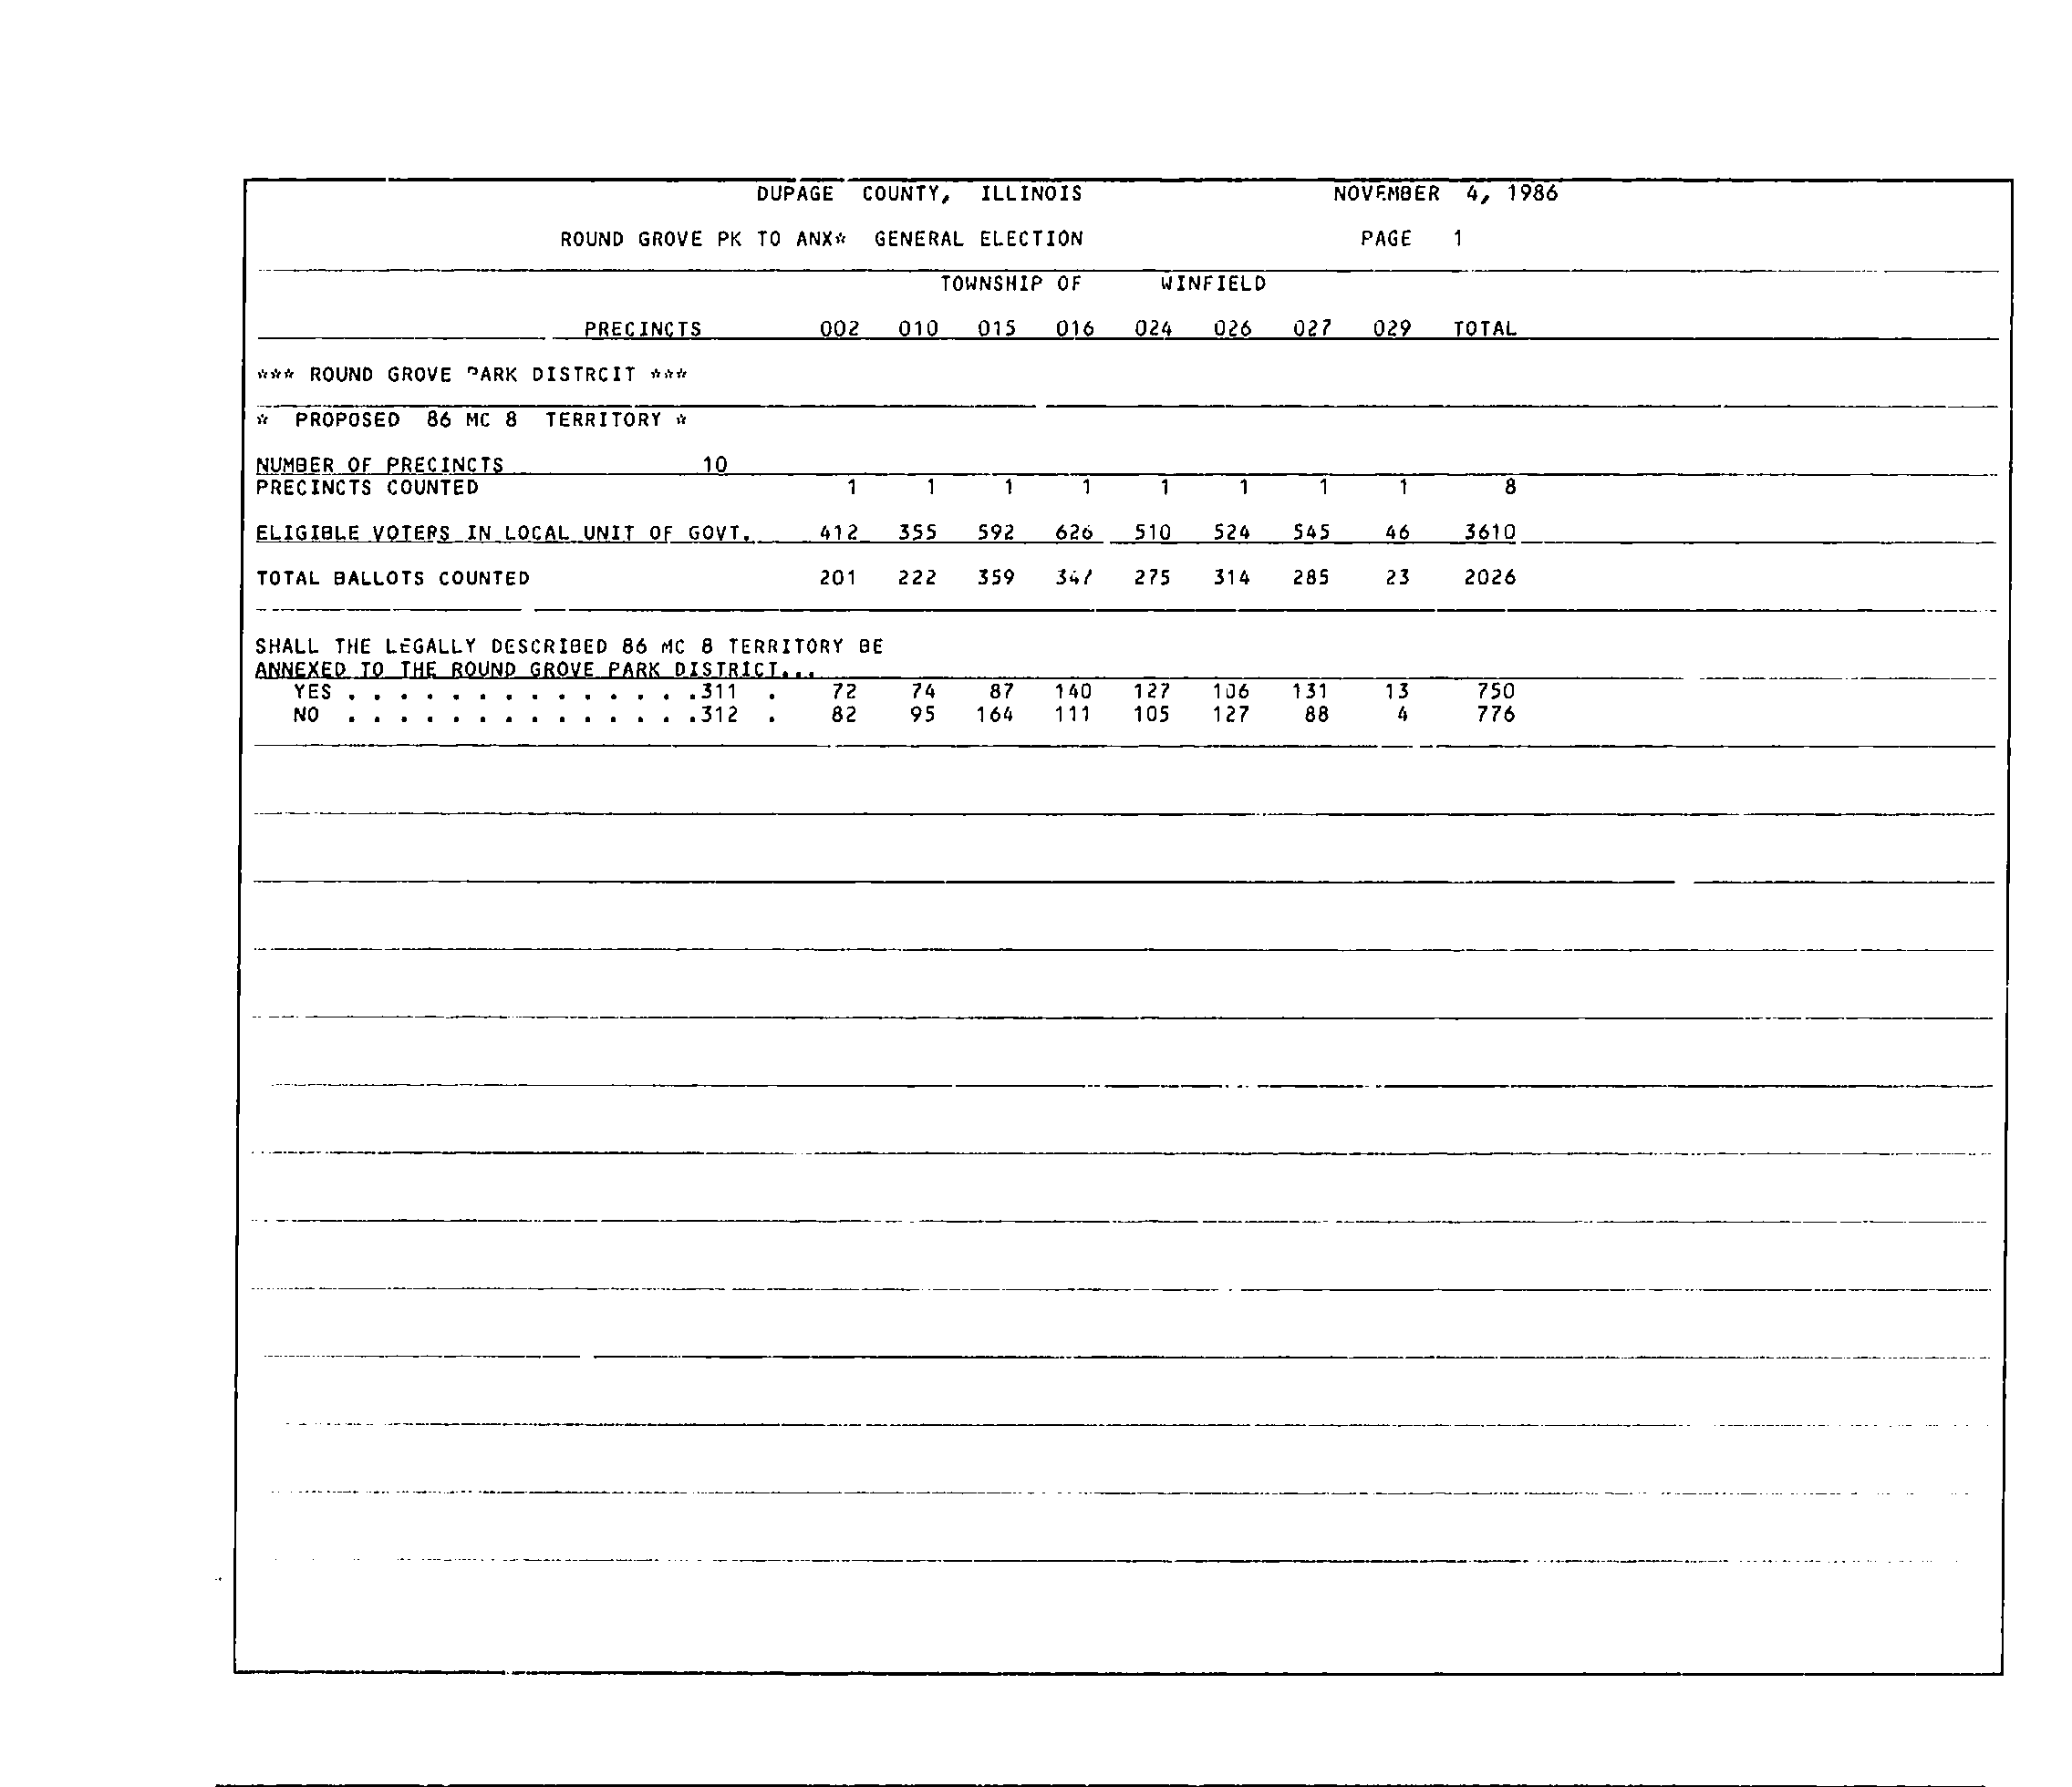 DUPAGE COUNTY, ILLINOIS NOVEMBER 4, 1986
ROUND GROVE PK TO ANX* GENERAL ELECTION PAGE 1
TOWNSHIP OF WINFIELD
PRECINCTS 002 010 015 016 024 026 027 029 TOTAL
*** ROUND GROVE PARK DISTRCIT ***
* PROPOSED 86 MC 8 TERRITORY *
NUMBER OF PRECINCTS 10
PRECINCTS COUNTED 1 1 1 1 1 1 1 1 8
ELIGIBLE VOTERS IN LOCAL UNIT OF GOVT. 412 355 592 626 510 524 545 46 3610
TOTAL BALLOTS COUNTED 201 222 359 347 275 314 285 23 2026
SHALL THE LEGALLY DESCRIBED 86 MC 8 TERRITORY BE
ANNEXED TO THE ROUND GROVE PARK DISTRICT...
YES . . . . . . . . . . . . . .311 . 72 74 87 140 127 106 131 13 750
NO . . . . . . . . . . . . . .312 . 82 95 164 111 105 127 88 4 776